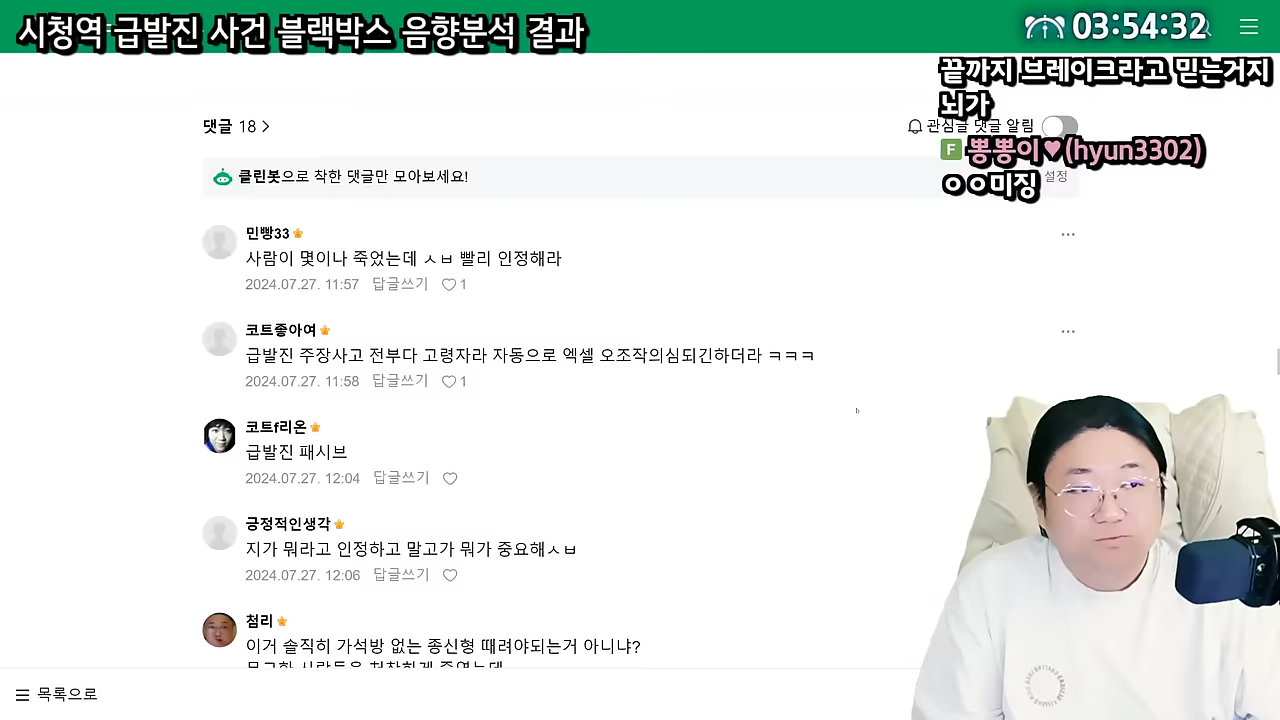 시청역 급발진 사건 블랙박스 음향분석 결과
03:54:32
끝까지 브레이크라고 믿는거지
뇌가
F 뽕뽕이♥(hyun3302)
ㅇㅇ미징
댓글 18 >
관심글 댓글 알림
클린봇으로 착한 댓글만 모아보세요!
설정
민빵33
사람이 몇이나 죽었는데 ㅅㅂ 빨리 인정해라
2024.07.27. 11:57 답글쓰기 ♡ 1
코트좋아여
급발진 주장사고 전부다 고령자라 자동으로 엑셀 오조작의심되긴하더라 ㅋㅋㅋ
2024.07.27. 11:58 답글쓰기 ♡ 1
코트f리온
급발진 패시브
2024.07.27. 12:04 답글쓰기 ♡
긍정적인생각
지가 뭐라고 인정하고 말고가 뭐가 중요해ㅅㅂ
2024.07.27. 12:06 답글쓰기 ♡
첨리
이거 솔직히 가석방 없는 종신형 때려야되는거 아니냐?
목록으로